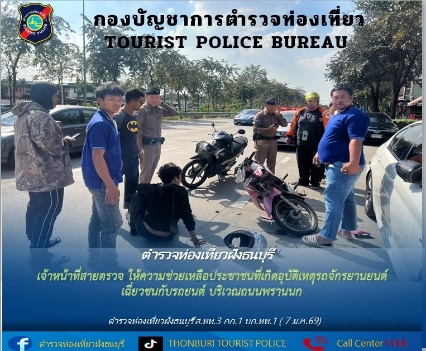 กองบัญชาการตำรวจท่องเที่ยว
TOURIST POLICE BUREAU
ตำรวจท่องเที่ยวฝั่งธนบุรี
เจ้าหน้าที่สายตรวจ ให้ความช่วยเหลือประชาชนที่เกิดอุบัติเหตุรถจักรยานยนต์
เฉี่ยวชนกับรถยนต์ บริเวณถนนพรานนก
ตำรวจท่องเที่ยวฝั่งธนบุรี ส.ทท.3 กก.1 บก.ทท.1 ( 7 ม.ค.69)
ตำรวจท่องเที่ยวฝั่งธนบุรี
THONBURI TOURIST POLICE
Call Center 1155